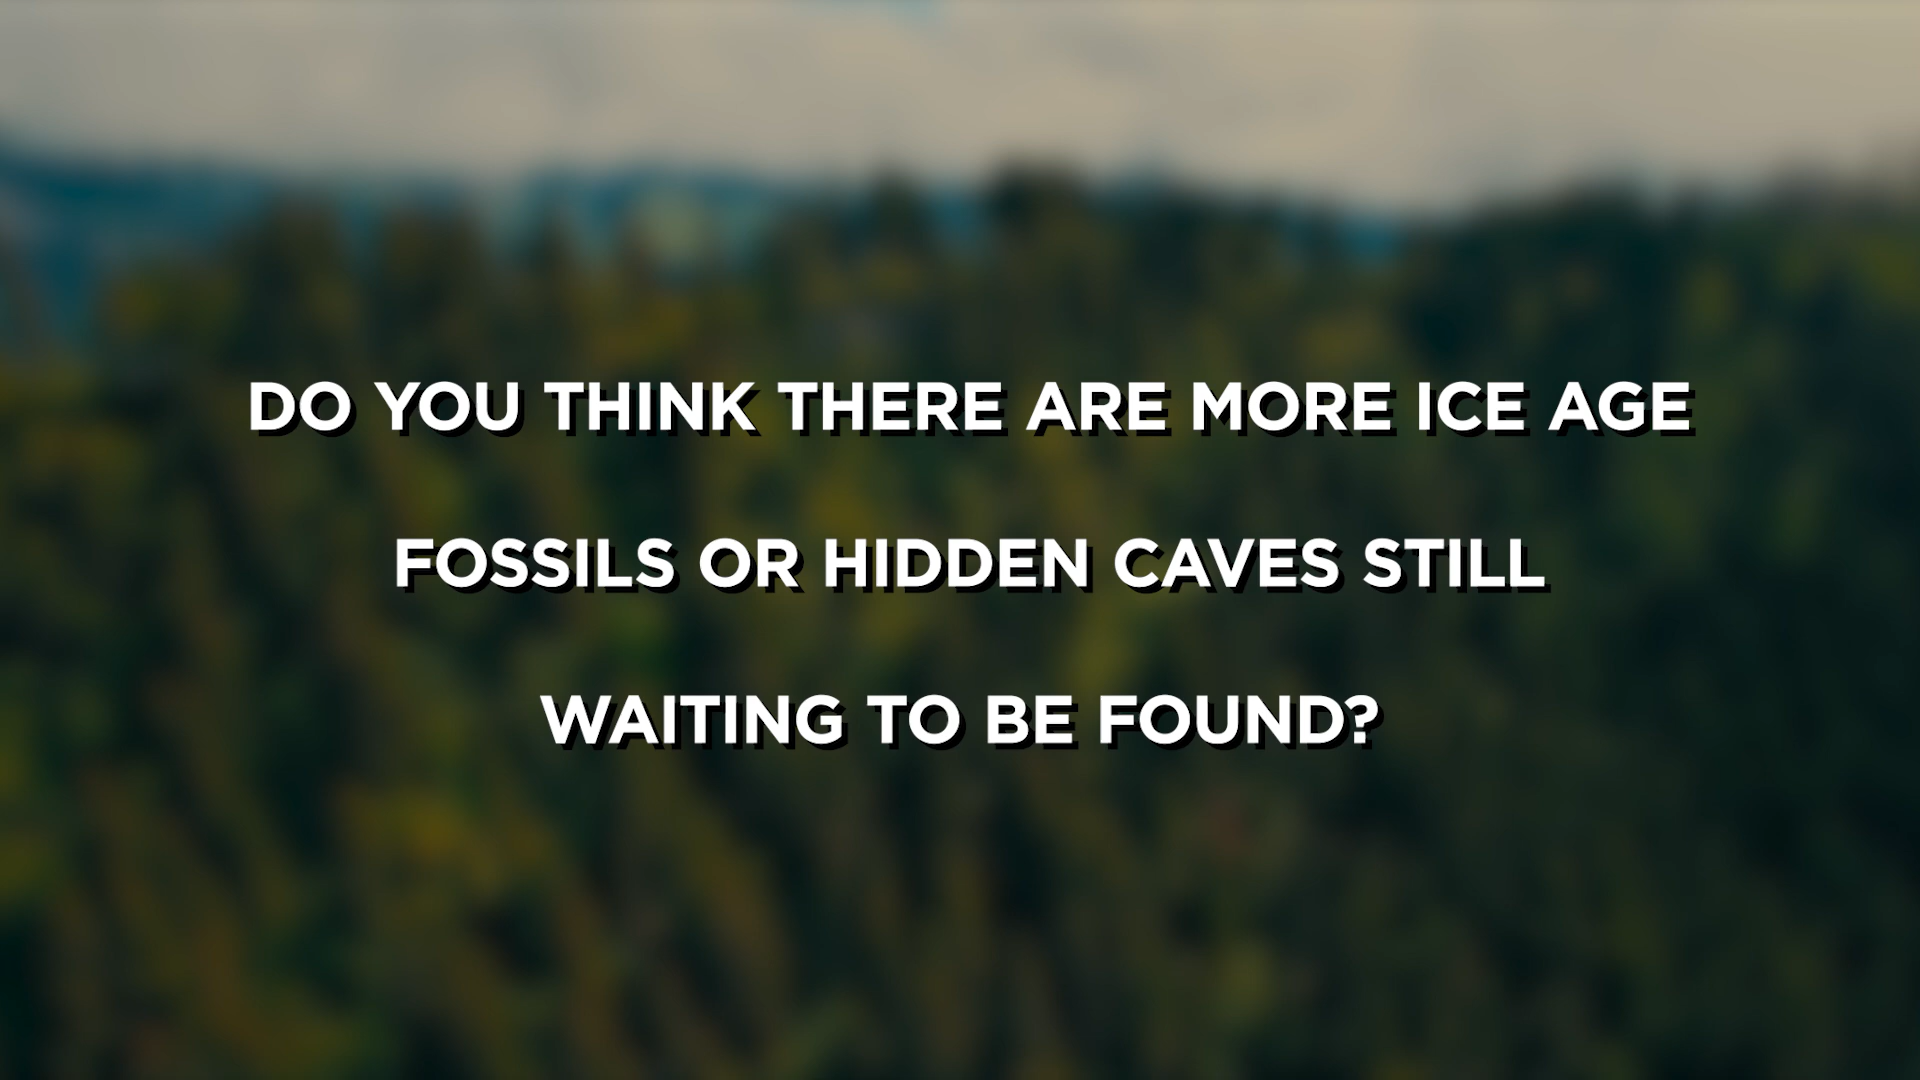 DO YOU THINK THERE ARE MORE ICE AGE
FOSSILS OR HIDDEN CAVES STILL
WAITING TO BE FOUND?